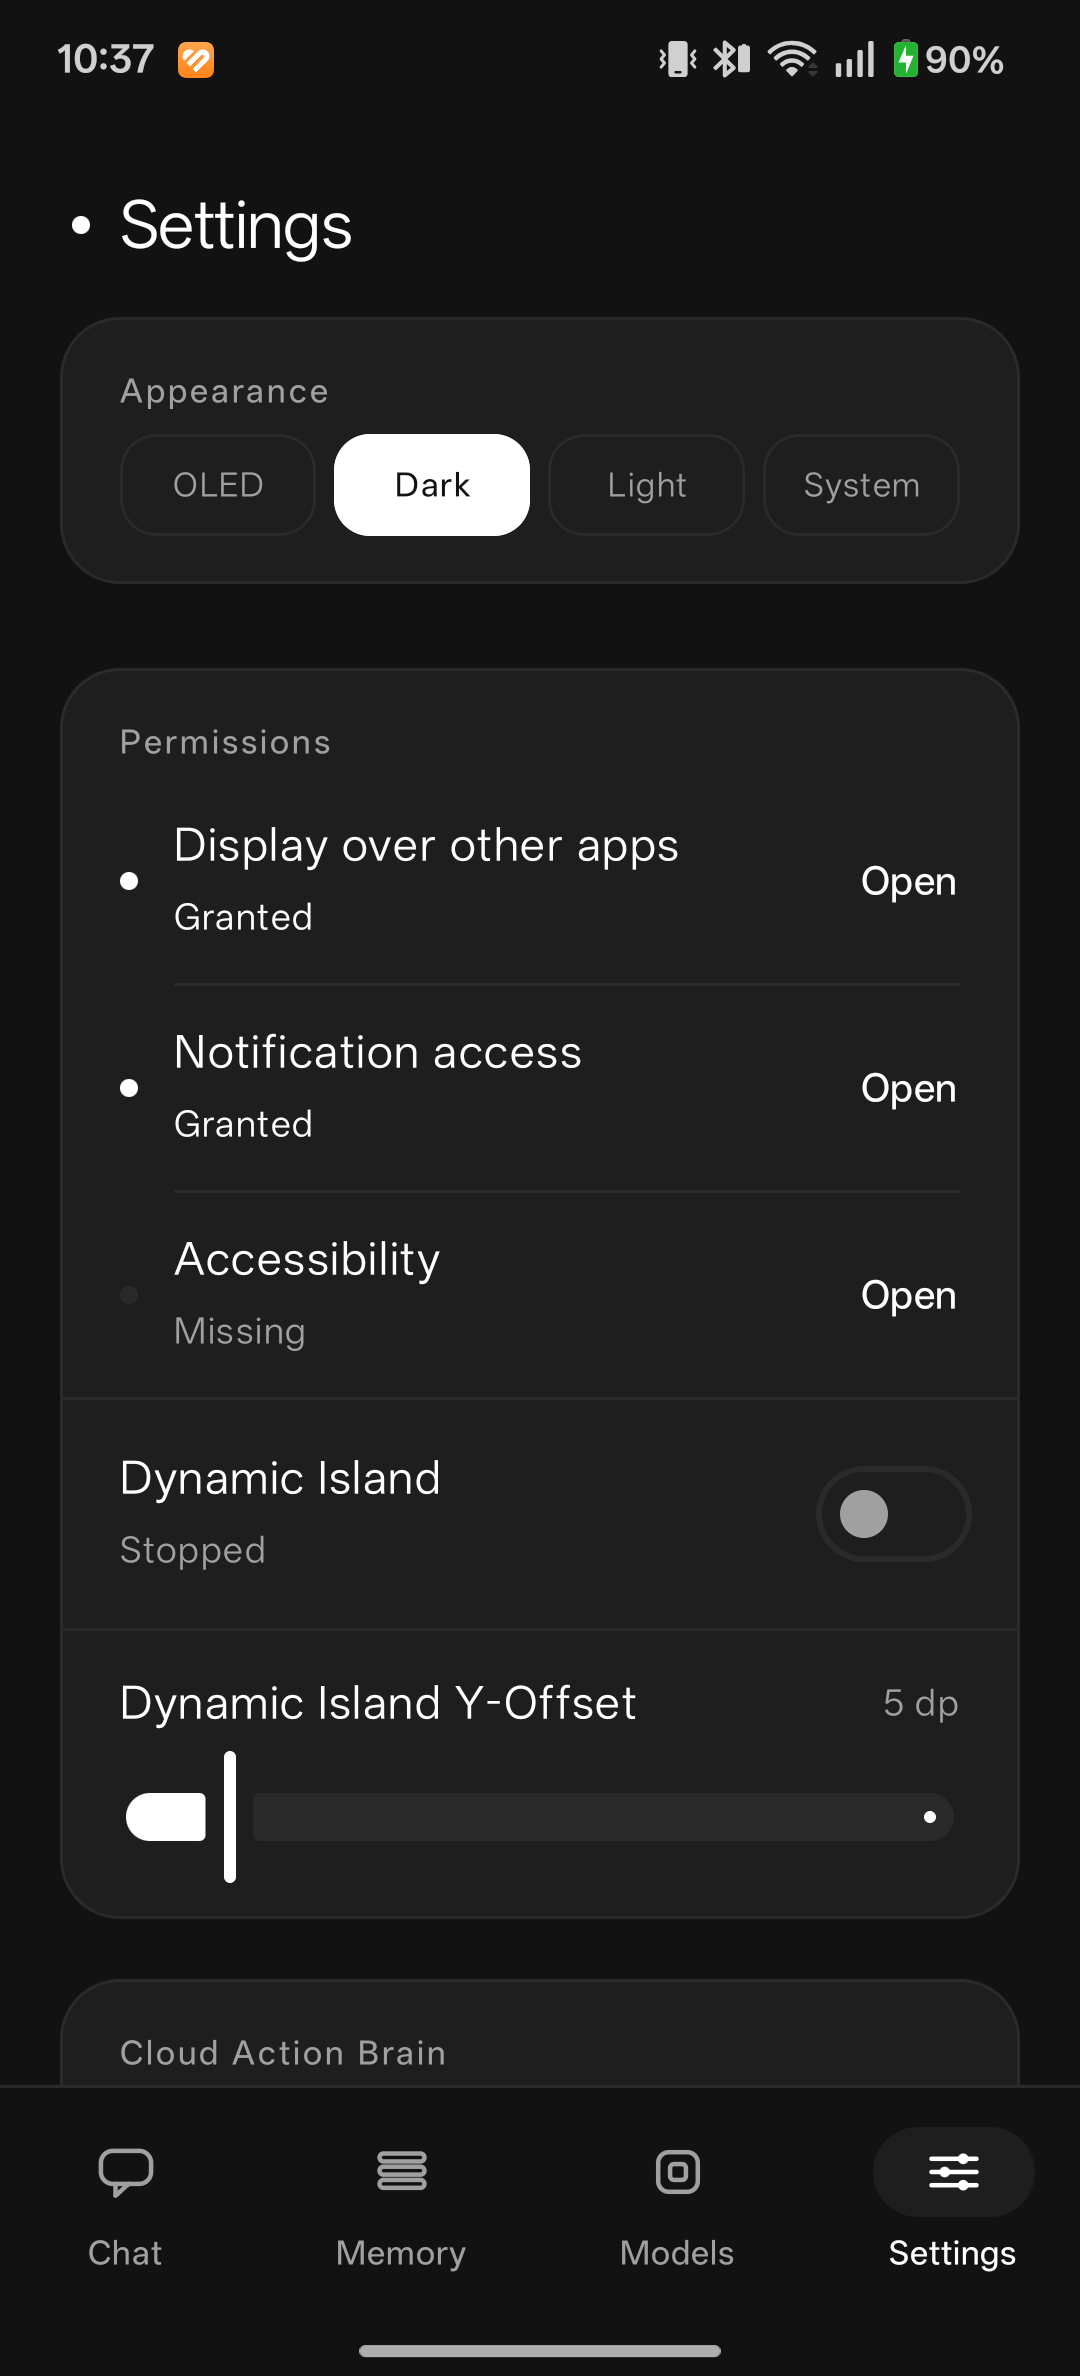 10:37
90%
Settings
Appearance
OLED
Dark
Light
System
Permissions
Display over other apps
Granted
Open
Notification access
Granted
Open
Accessibility
Missing
Open
Dynamic Island
Stopped
Dynamic Island Y-Offset
5 dp
Cloud Action Brain
Chat
Memory
Models
Settings